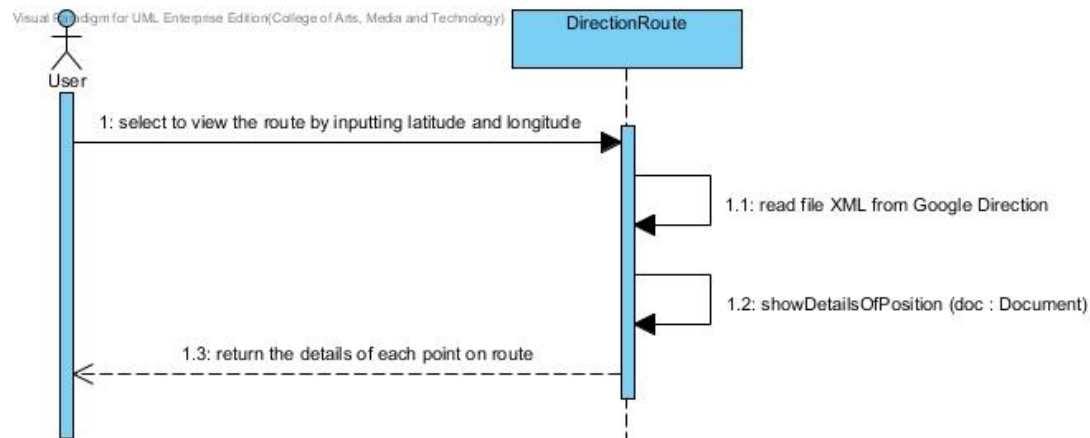 Visual Paradigm for UML Enterprise Edition(College of Arts, Media and Technology)
DirectionRoute
User
1: select to view the route by inputting latitude and longitude
1.1: read file XML from Google Direction
1.2: showDetailsOfPosition (doc : Document)
1.3: return the details of each point on route